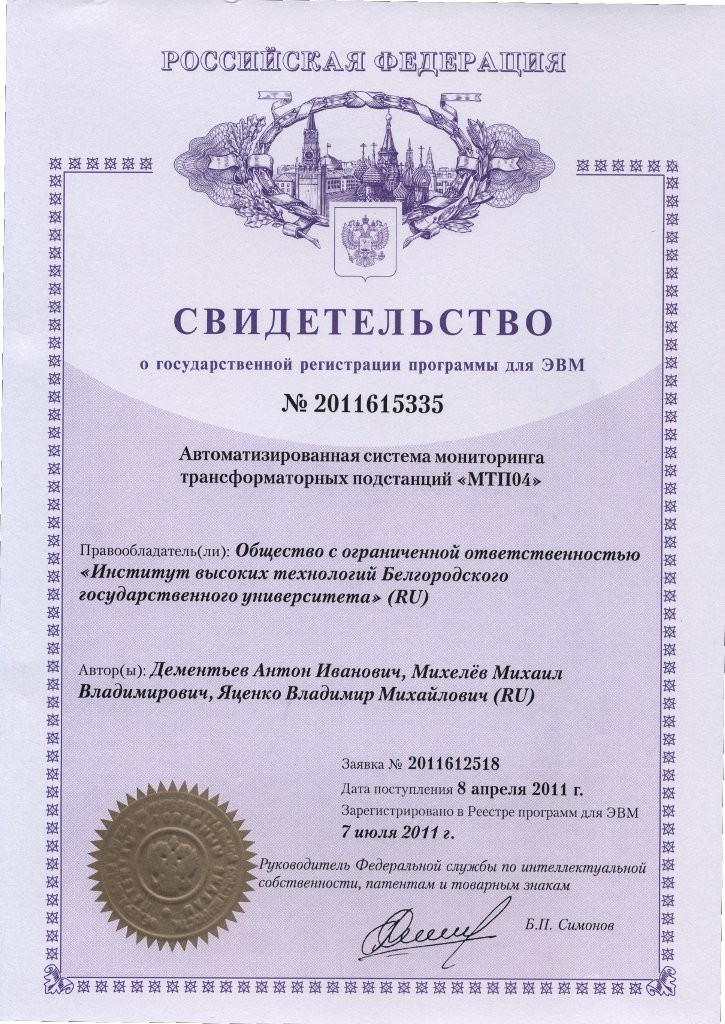 РОССИЙСКАЯ ФЕДЕРАЦИЯ
СВИДЕТЕЛЬСТВО
о государственной регистрации программы для ЭВМ
№ 2011615335
Автоматизированная система мониторинга
трансформаторных подстанций «МТП04»
Правообладатель(ли): Общество с ограниченной ответственностью
«Институт высоких технологий Белгородского
государственного университета» (RU)
Автор(ы): Дементьев Антон Иванович, Михелёв Михаил
Владимирович, Яценко Владимир Михайлович (RU)
Заявка № 2011612518
Дата поступления 8 апреля 2011 г.
Зарегистрировано в Реестре программ для ЭВМ
7 июля 2011 г.
Руководитель Федеральной службы по интеллектуальной
собственности, патентам и товарным знакам
Б.П. Симонов